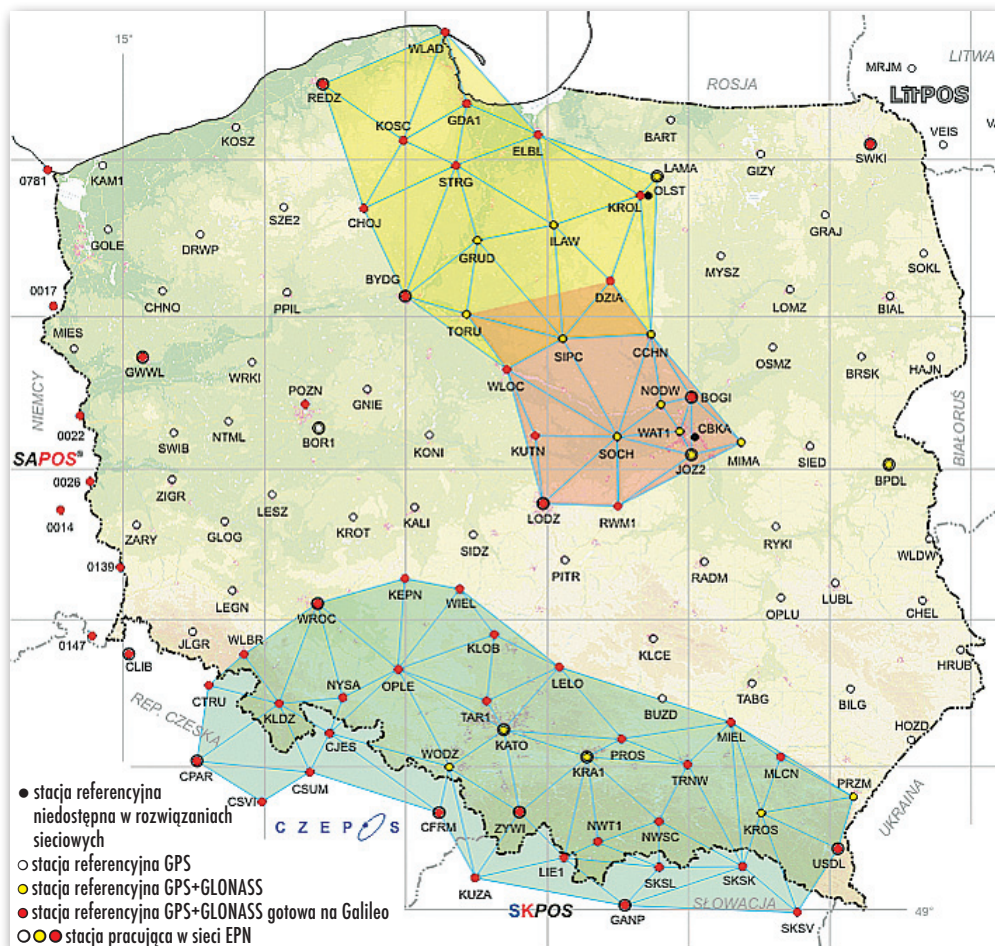 15°
WLAD
ROSJA
LITWA
MRJM
LITPOS
REDZ
GDA1
KOSZ
KOSC
ELBL
BART
VEIS
SWKI
0781
KAM1
STRG
LAMA
GIZY
OLST
KROL
CHOJ
SZE2
GRAJ
GOLE
DRWP
ILAW
GRUD
MYSZ
SOKL
BYDG
0017
CHNO
PPIL
DZIA
LOMZ
BIAL
MIES
TORU
SIPC
CCHN
OSMZ
GWWL
WRKI
WLOC
BRSK
HAJN
NIEMCY
POZN
GNIE
NODW
BOGI
BIAŁORUŚ
0022
SWIB
NTML
BOR1
KONI
KUTN
SOCH
WAT1
CBKA
MIMA
SIED
SAPOS®
JOZ2
BPDL
0026
ZIGR
LESZ
LODZ
RWM1
0014
ZARY
GLOG
KROT
KALI
SIDZ
RYKI
WLDW
0139
PITR
RADM
LEGN
WROC
KEPN
WIEL
OPLU
LUBL
CHEL
0147
JLGR
WLBR
KLOB
KLCE
CLIB
HRUB
REP. CZESKA
CTRU
KLDZ
NYSA
OPLE
LELO
TAR1
BUZD
TABG
BILG
CJES
KATO
PROS
MIEL
HOZD
CPAR
WODZ
KRA1
TRNW
MLCN
PRZM
CSVI
CSUM
CZEPOS
CFRM
ZYWI
NWT1
NWSC
KROS
UKRAINA
USDL
KUZA
LIE1
SKSL
SKSK
SKPOS
GANP
SŁOWACJA
SKSV
49°
stacja referencyjna
niedostępna w rozwiązaniach
sieciowych
stacja referencyjna GPS
stacja referencyjna GPS+GLONASS
stacja referencyjna GPS+GLONASS gotowa na Galileo
stacja pracująca w sieci EPN